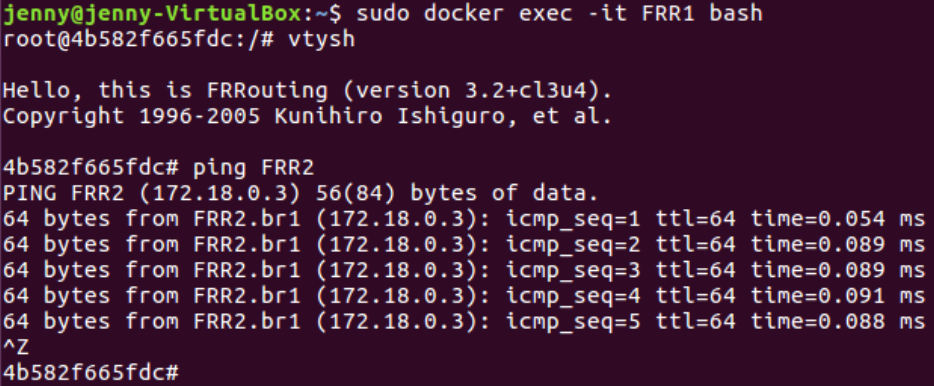 jenny@jenny-VirtualBox:~$ sudo docker exec -it FRR1 bash
root@4b582f665fdc:/# vtysh
Hello, this is FRRouting (version 3.2+cl3u4).
Copyright 1996-2005 Kunihiro Ishiguro, et al.
4b582f665fdc# ping FRR2
PING FRR2 (172.18.0.3) 56(84) bytes of data.
64 bytes from FRR2.br1 (172.18.0.3): icmp_seq=1 ttl=64 time=0.054 ms
64 bytes from FRR2.br1 (172.18.0.3): icmp_seq=2 ttl=64 time=0.089 ms
64 bytes from FRR2.br1 (172.18.0.3): icmp_seq=3 ttl=64 time=0.089 ms
64 bytes from FRR2.br1 (172.18.0.3): icmp_seq=4 ttl=64 time=0.091 ms
64 bytes from FRR2.br1 (172.18.0.3): icmp_seq=5 ttl=64 time=0.088 ms
^Z
4b582f665fdc#